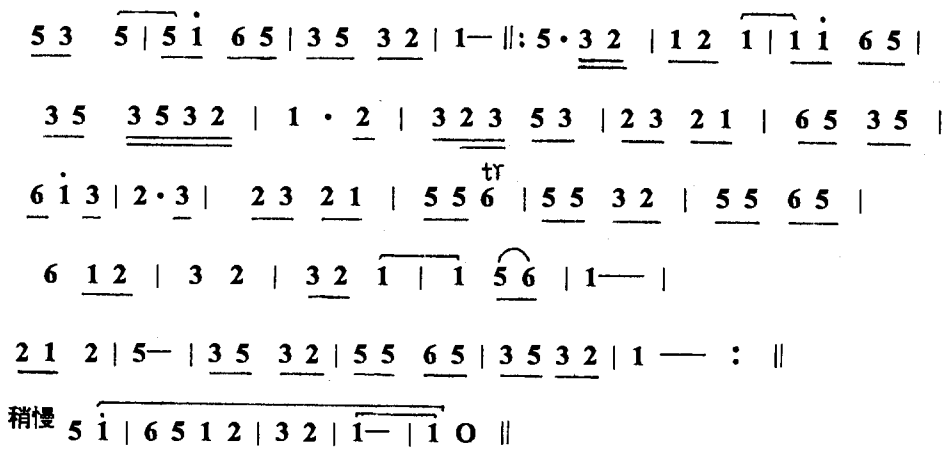 5 3 5 | 5 i̇ 6 5 | 3 5 3 2 | 1— ‖: 5 · 3 2 | 1 2 1 | 1 i̇ 6 5 |
3 5 3 5 3 2 | 1 · 2 | 3 2 3 5 3 | 2 3 2 1 | 6 5 3 5 |
6 i̇ 3 | 2 · 3 | 2 3 2 1 | 5 5 tr 6 | 5 5 3 2 | 5 5 6 5 |
6 1 2 | 3 2 | 3 2 1 | 1 5 6 | 1— |
2 1 2 | 5— | 3 5 3 2 | 5 5 6 5 | 3 5 3 2 | 1 — : ‖
稍慢 5 i̇ | 6 5 1 2 | 3 2 | 1— | 1 0 ‖